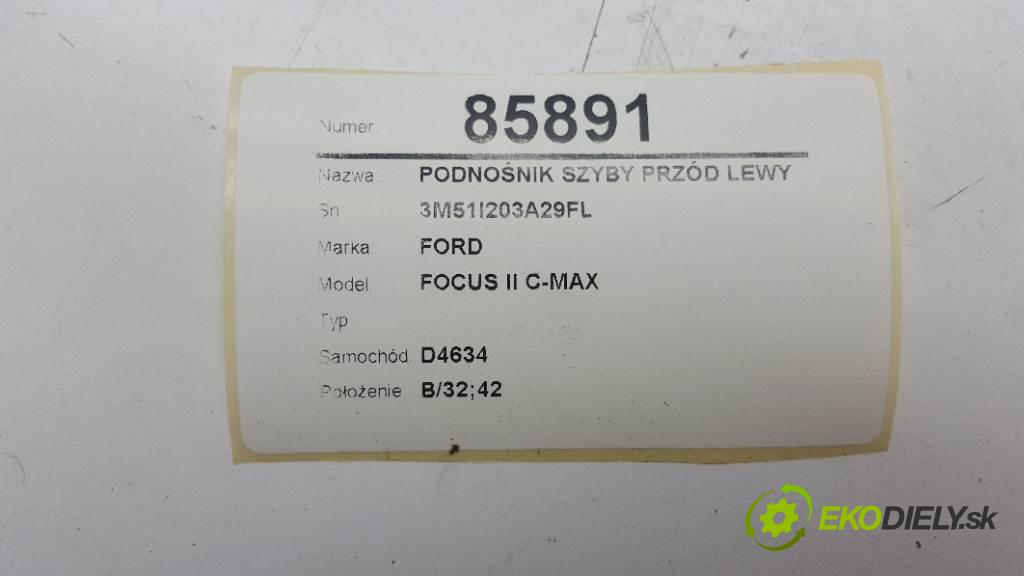 Numer: 85891
Nazwa: PODNOŚNIK SZYBY PRZÓD LEWY
Sn 3M51I203A29FL
Marka FORD
Model: FOCUS II C-MAX
Typ
Samochód: D4634
Położenie B/32;42
EKODIELY.sk